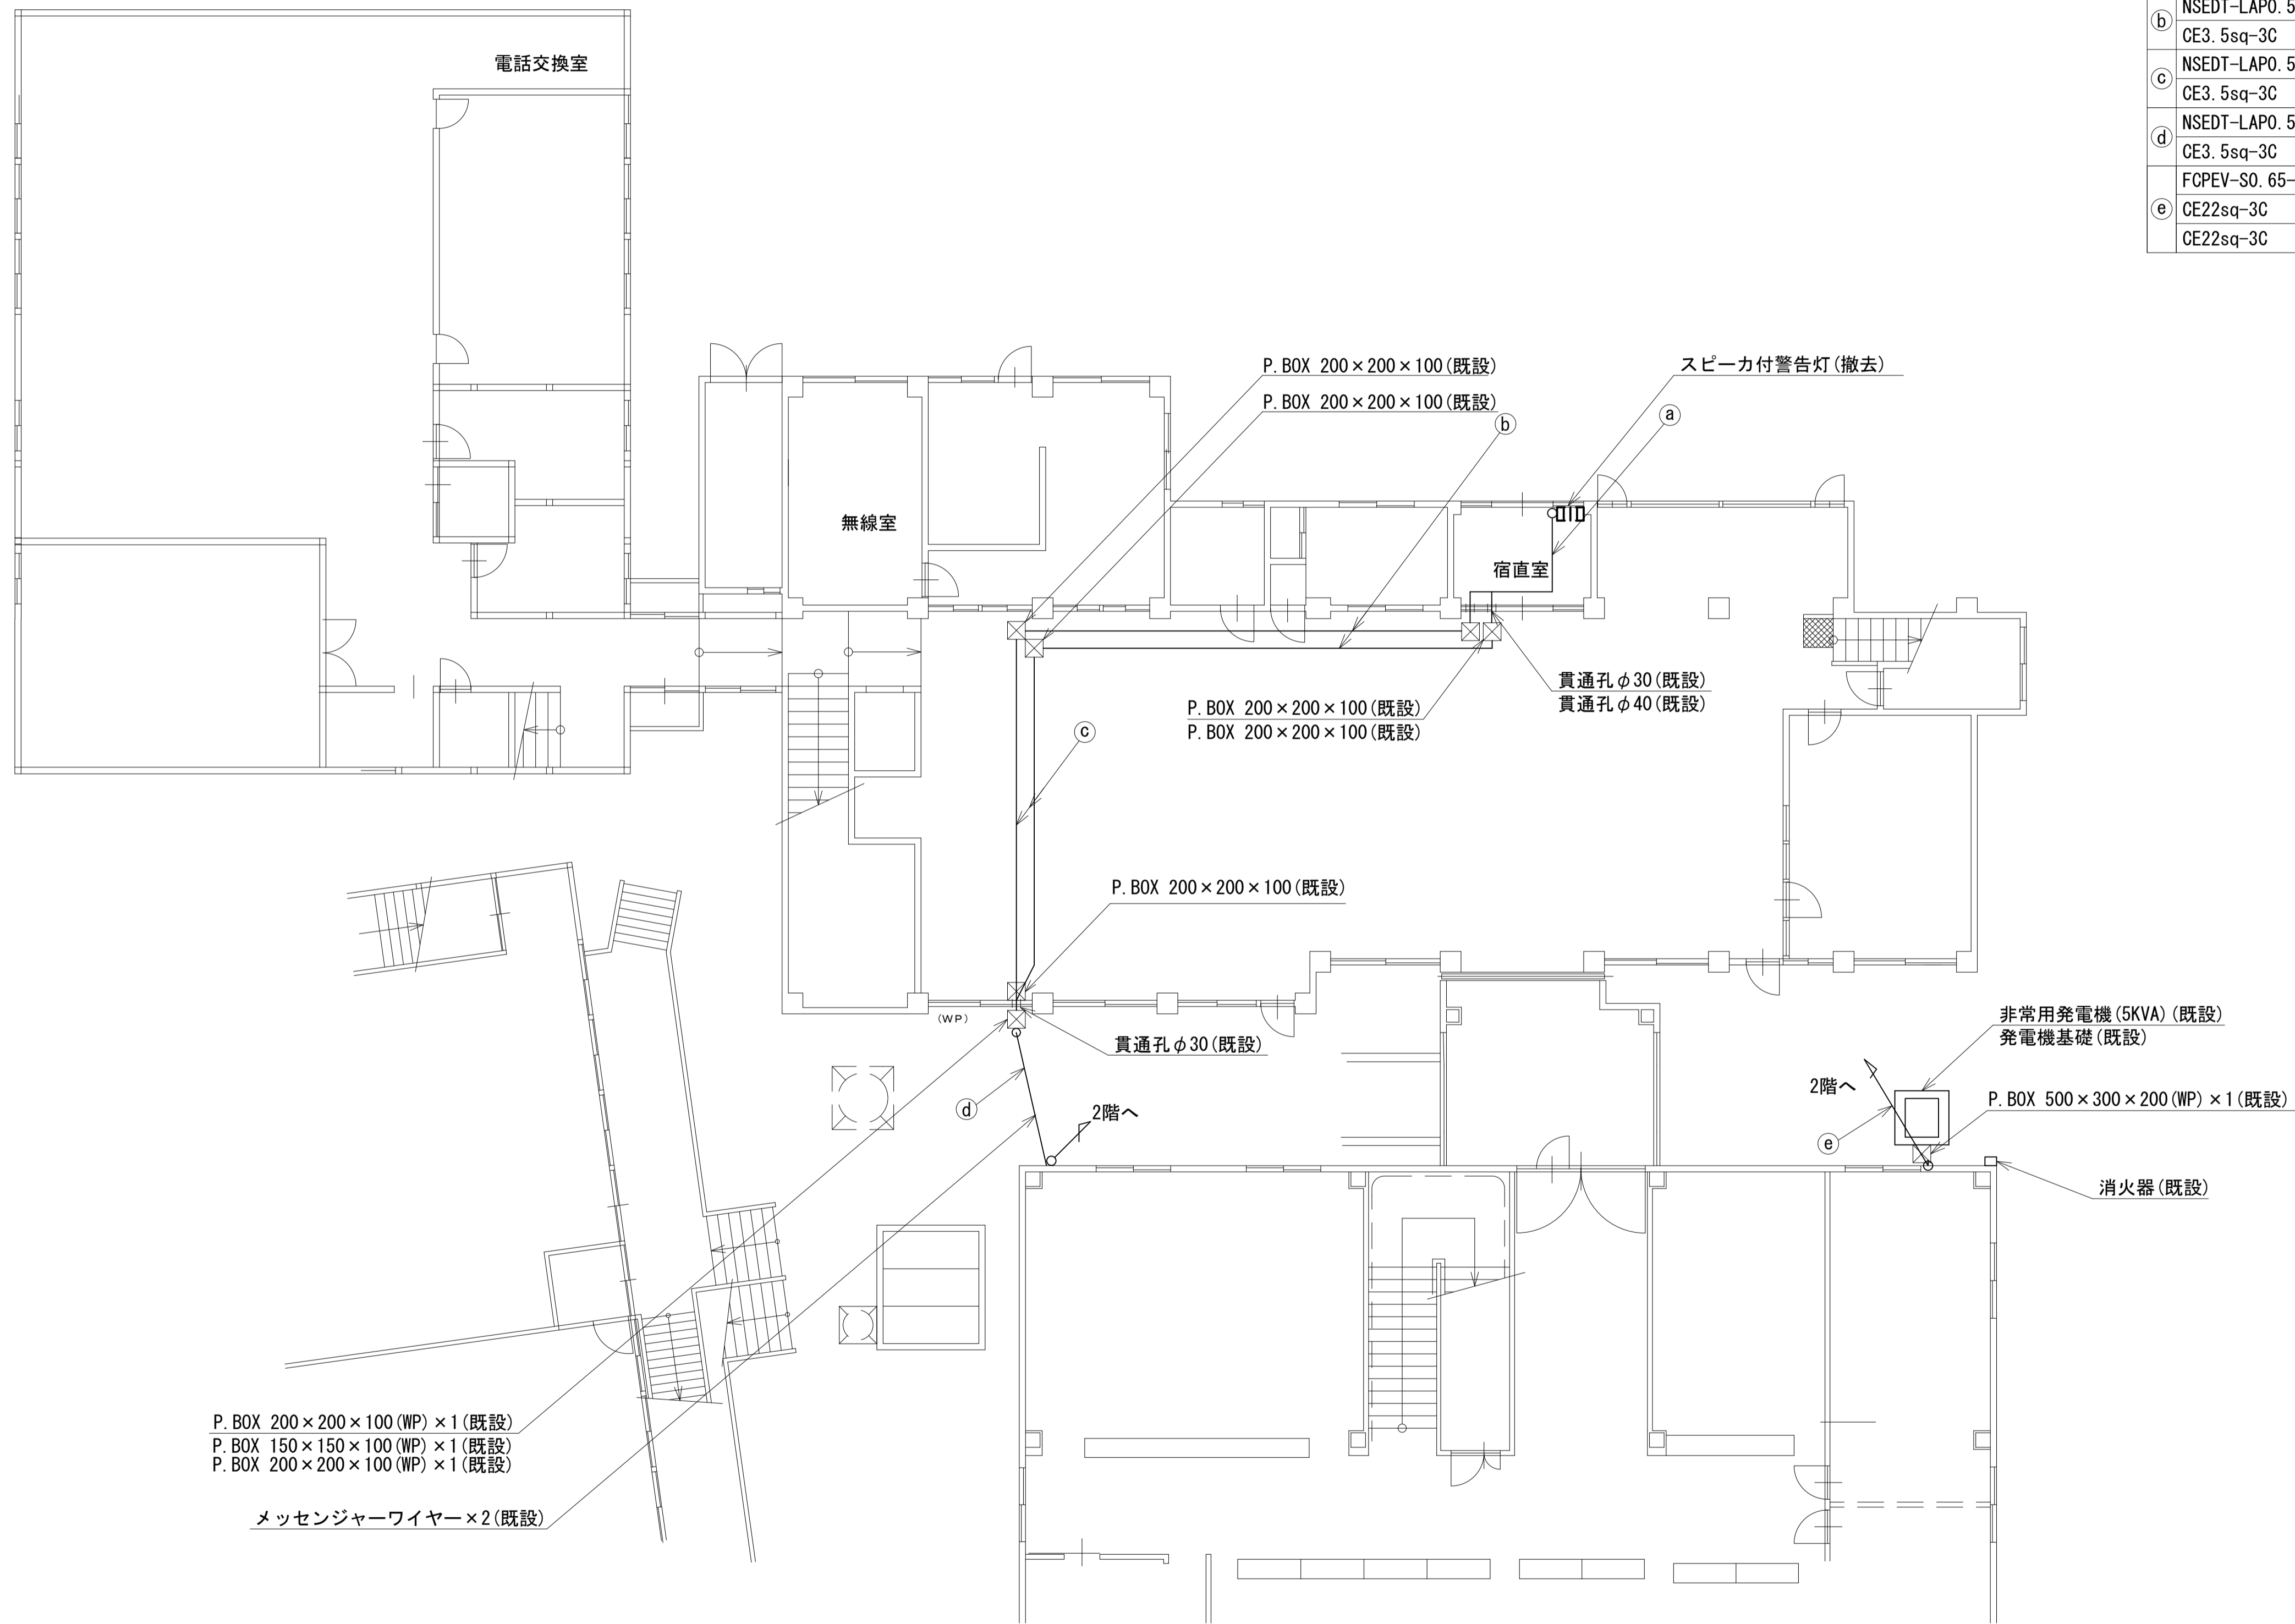 NSEDT-LAP0.5
ⓑ
CE3.5sq-3C
NSEDT-LAP0.5
ⓒ
CE3.5sq-3C
NSEDT-LAP0.5
ⓓ
CE3.5sq-3C
FCPEV-S0.65-
ⓔ
CE22sq-3C
CE22sq-3C
電話交換室
P.BOX 200×200×100(既設)
スピーカ付警告灯(撤去)
P.BOX 200×200×100(既設)
ⓐ
ⓑ
無線室
宿直室
貫通孔φ30(既設)
貫通孔φ40(既設)
P.BOX 200×200×100(既設)
P.BOX 200×200×100(既設)
ⓒ
P.BOX 200×200×100(既設)
(WP)
貫通孔φ30(既設)
非常用発電機(5KVA)(既設)
発電機基礎(既設)
2階へ
P.BOX 500×300×200(WP)×1(既設)
ⓓ
2階へ
ⓔ
消火器(既設)
P.BOX 200×200×100(WP)×1(既設)
P.BOX 150×150×100(WP)×1(既設)
P.BOX 200×200×100(WP)×1(既設)
メッセンジャーワイヤー×2(既設)